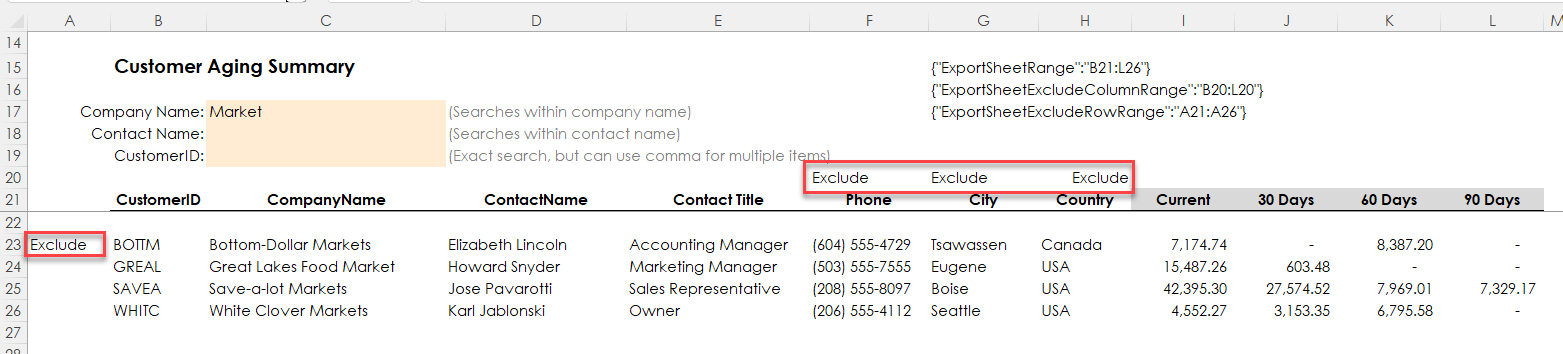 A B C D E F G H I J K L M
14
15 Customer Aging Summary {"ExportSheetRange":"B21:L26"}
16 {"ExportSheetExcludeColumnRange":"B20:L20"}
17 Company Name: Market (Searches within company name) {"ExportSheetExcludeRowRange":"A21:A26"}
18 Contact Name: (Searches within contact name)
19 CustomerID: (Exact search, but can use comma for multiple items)
20 Exclude Exclude Exclude
21 CustomerID CompanyName ContactName Contact Title Phone City Country Current 30 Days 60 Days 90 Days
22
23 Exclude BOTTM Bottom-Dollar Markets Elizabeth Lincoln Accounting Manager (604) 555-4729 Tsawassen Canada 7,174.74 - 8,387.20 -
24 GREAL Great Lakes Food Market Howard Snyder Marketing Manager (503) 555-7555 Eugene USA 15,487.26 603.48 - -
25 SAVEA Save-a-lot Markets Jose Pavarotti Sales Representative (208) 555-8097 Boise USA 42,395.30 27,574.52 7,969.01 7,329.17
26 WHITC White Clover Markets Karl Jablonski Owner (206) 555-4112 Seattle USA 4,552.27 3,153.35 6,795.58 -
27